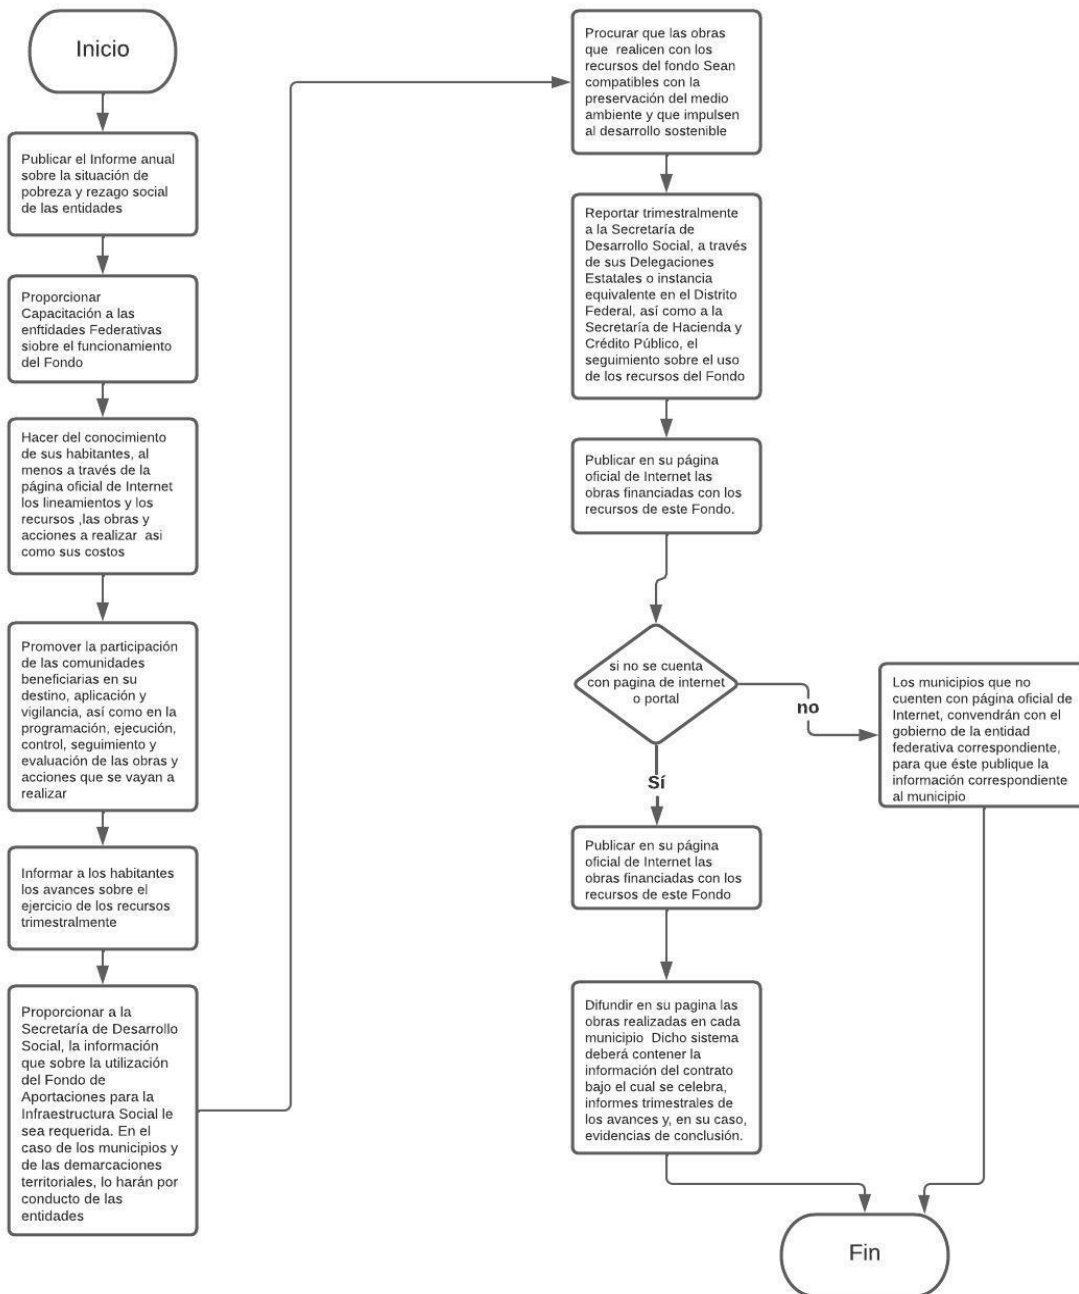 Inicio
Publicar el Informe anual
sobre la situación de
pobreza y rezago social
de las entidades
Proporcionar
Capacitación a las
enftidades Federativas
siobre el funcionamiento
del Fondo
Hacer del conocimiento
de sus habitantes, al
menos a través de la
página oficial de Internet
los lineamientos y los
recursos ,las obras y
acciones a realizar asi
como sus costos
Promover la participación
de las comunidades
beneficiarias en su
destino, aplicación y
vigilancia, así como en la
programación, ejecución,
control, seguimiento y
evaluación de las obras y
acciones que se vayan a
realizar
Informar a los habitantes
los avances sobre el
ejercicio de los recursos
trimestralmente
Proporcionar a la
Secretaría de Desarrollo
Social, la información
que sobre la utilización
del Fondo de
Aportaciones para la
Infraestructura Social le
sea requerida. En el
caso de los municipios y
de las demarcaciones
territoriales, lo harán por
conducto de las
entidades
Procurar que las obras
que realicen con los
recursos del fondo Sean
compatibles con la
preservación del medio
ambiente y que impulsen
al desarrollo sostenible
Reportar trimestralmente
a la Secretaría de
Desarrollo Social, a través
de sus Delegaciones
Estatales o instancia
equivalente en el Distrito
Federal, así como a la
Secretaría de Hacienda y
Crédito Público, el
seguimiento sobre el uso
de los recursos del Fondo
Publicar en su página
oficial de Internet las
obras financiadas con los
recursos de este Fondo.
si no se cuenta
con pagina de internet
o portal
no
Los municipios que no
cuenten con página oficial de
Internet, convendrán con el
gobierno de la entidad
federativa correspondiente,
para que éste publique la
información correspondiente
al municipio
Sí
Publicar en su página
oficial de Internet las
obras financiadas con los
recursos de este Fondo
Difundir en su pagina las
obras realizadas en cada
municipio Dicho sistema
deberá contener la
información del contrato
bajo el cual se celebra,
informes trimestrales de
los avances y, en su caso,
evidencias de conclusión.
Fin